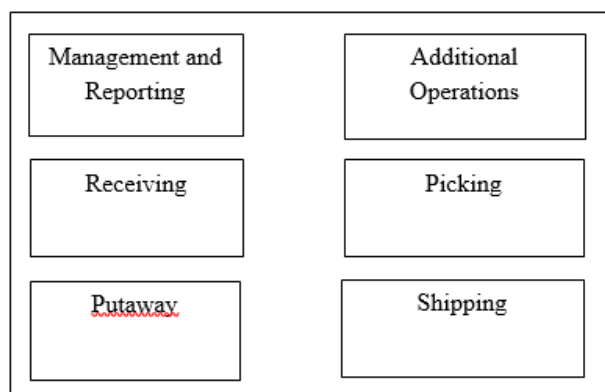 Management and
Reporting
Additional
Operations
Receiving
Picking
Putaway
Shipping